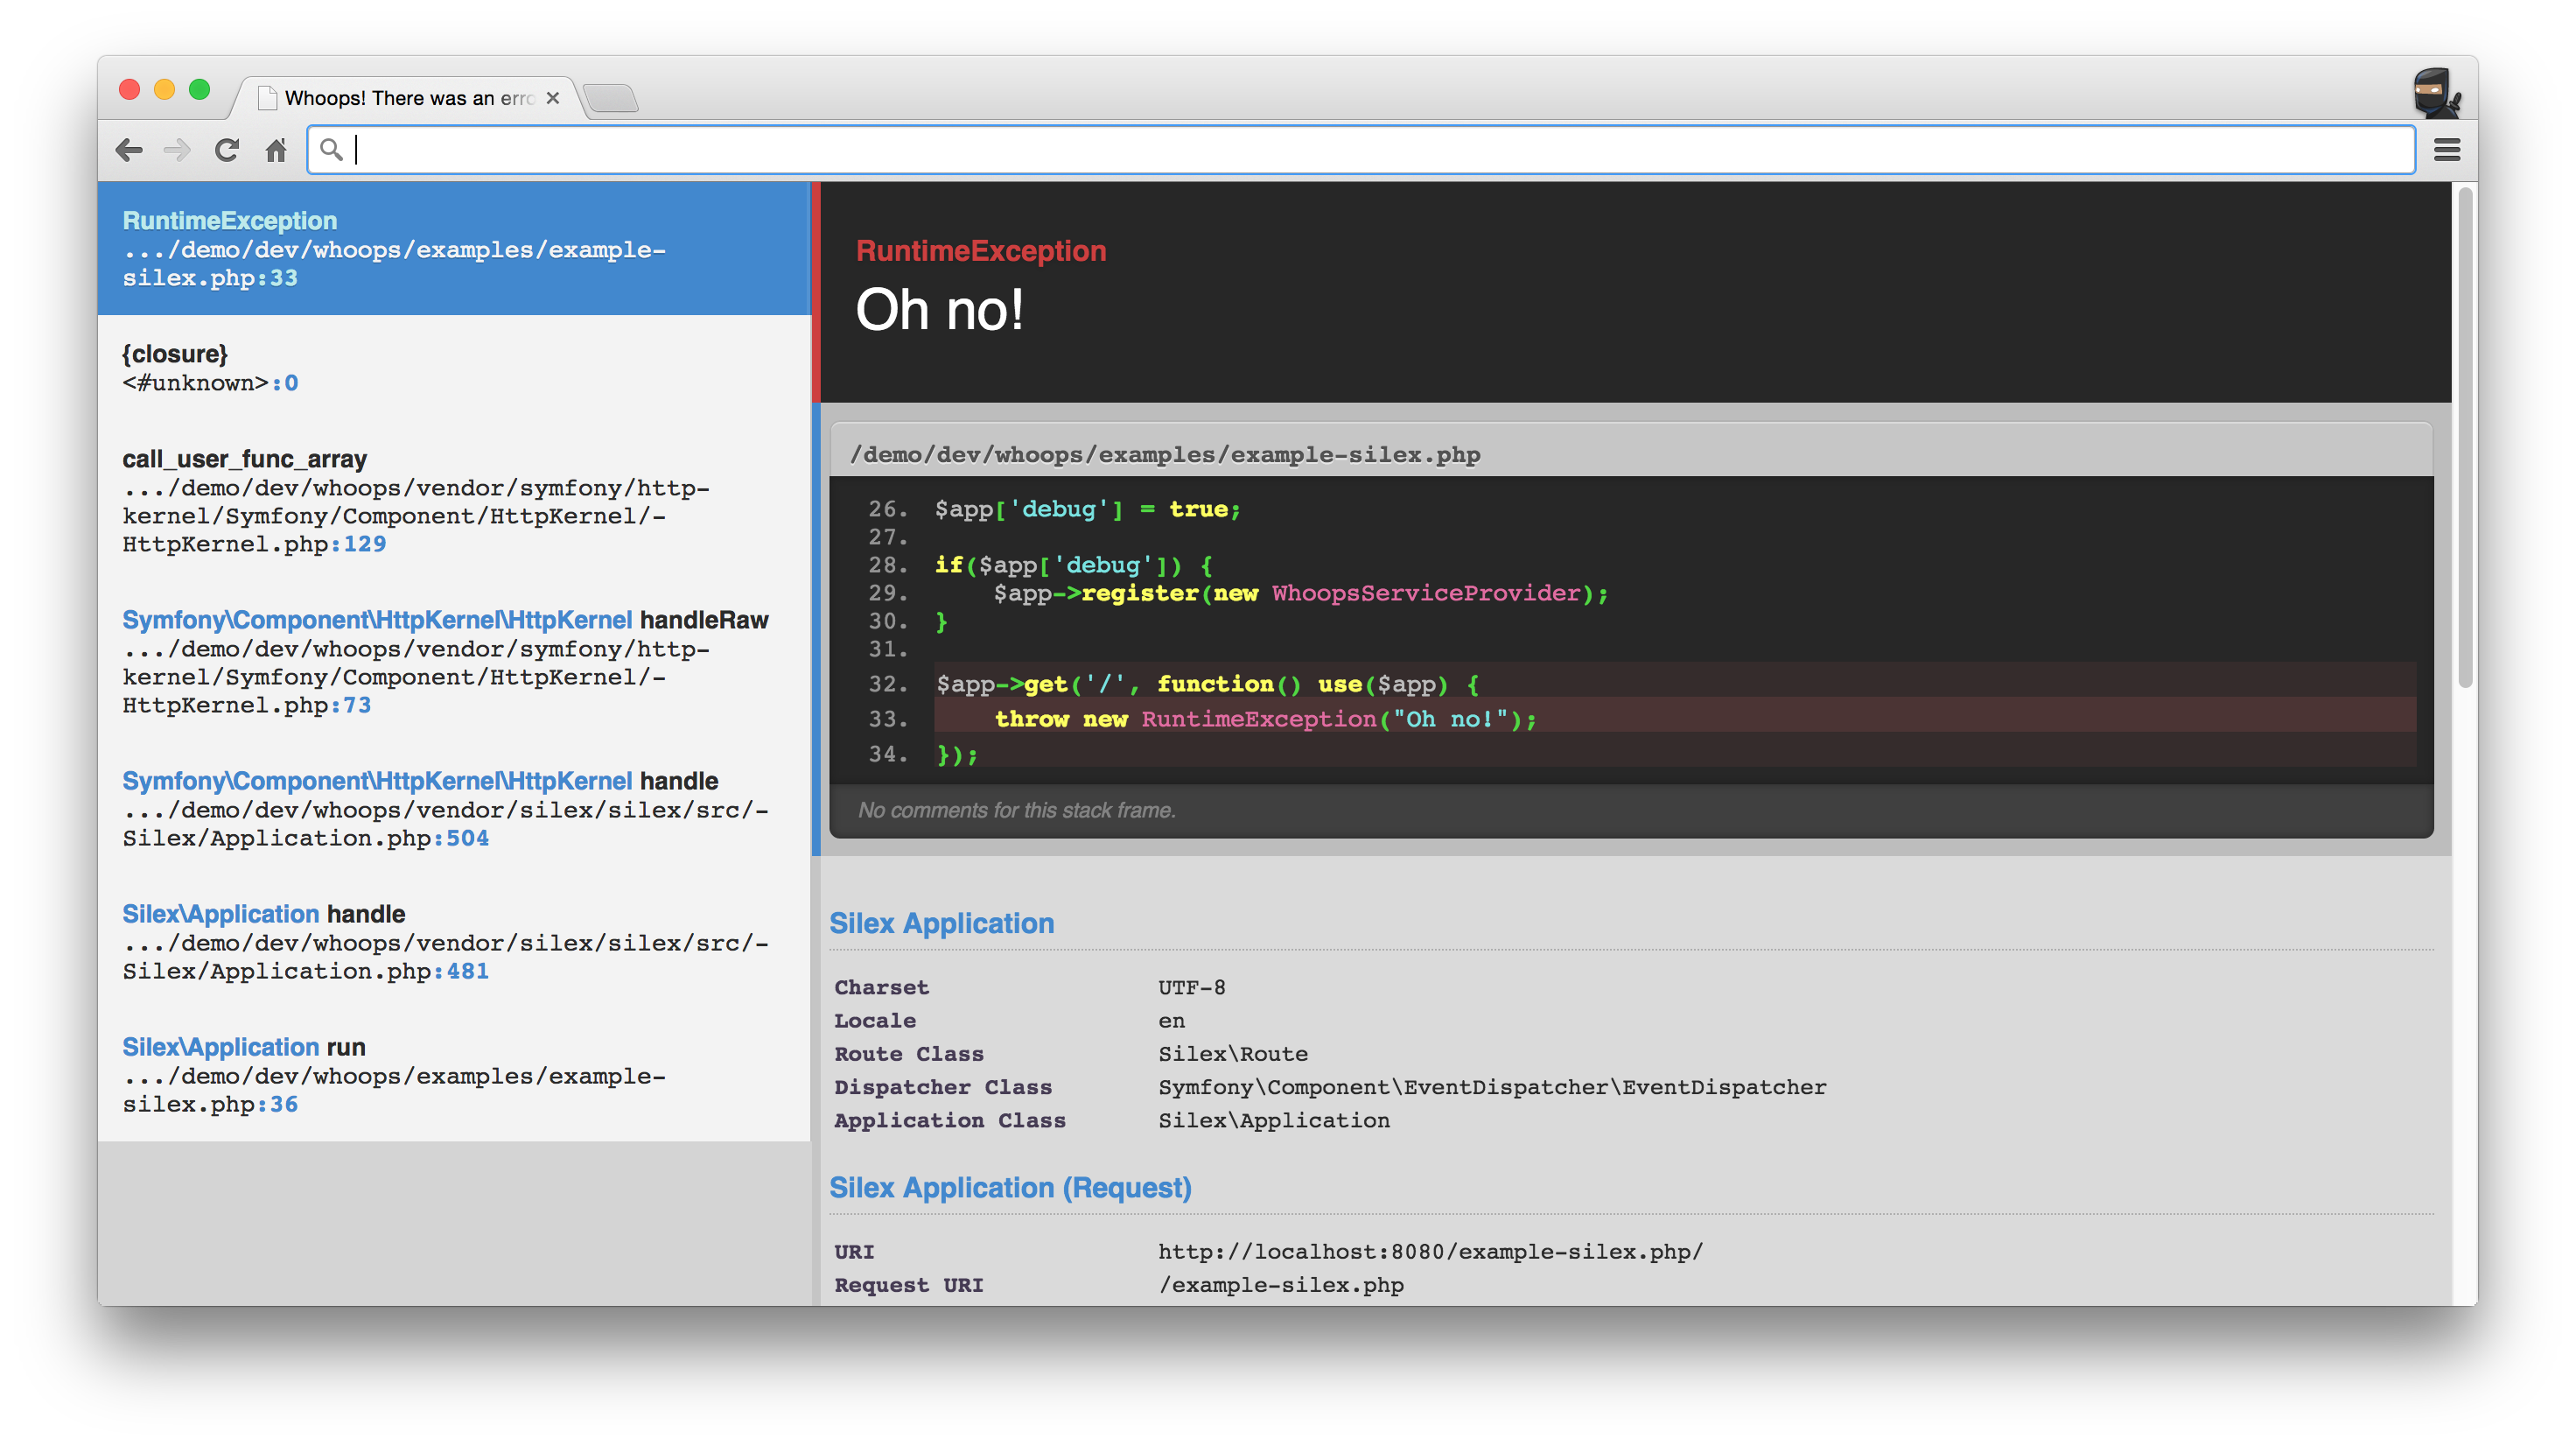 Whoops! There was an erro
RuntimeException
.../demo/dev/whoops/examples/example-
silex.php:33
{closure}
<#unknown>:0
call_user_func_array
.../demo/dev/whoops/vendor/symfony/http-
kernel/Symfony/Component/HttpKernel/-
HttpKernel.php:129
Symfony\Component\HttpKernel\HttpKernel handleRaw
.../demo/dev/whoops/vendor/symfony/http-
kernel/Symfony/Component/HttpKernel/-
HttpKernel.php:73
Symfony\Component\HttpKernel\HttpKernel handle
.../demo/dev/whoops/vendor/silex/silex/src/-
Silex/Application.php:504
Silex\Application handle
.../demo/dev/whoops/vendor/silex/silex/src/-
Silex/Application.php:481
Silex\Application run
.../demo/dev/whoops/examples/example-
silex.php:36
RuntimeException
Oh no!
/demo/dev/whoops/examples/example-silex.php
26. $app['debug'] = true;
27.
28. if($app['debug']) {
29.     $app->register(new WhoopsServiceProvider);
30. }
31.
32. $app->get('/', function() use($app) {
33.     throw new RuntimeException("Oh no!");
34. });
No comments for this stack frame.
Silex Application
Charset UTF-8
Locale en
Route Class Silex\Route
Dispatcher Class Symfony\Component\EventDispatcher\EventDispatcher
Application Class Silex\Application
Silex Application (Request)
URI http://localhost:8080/example-silex.php/
Request URI /example-silex.php